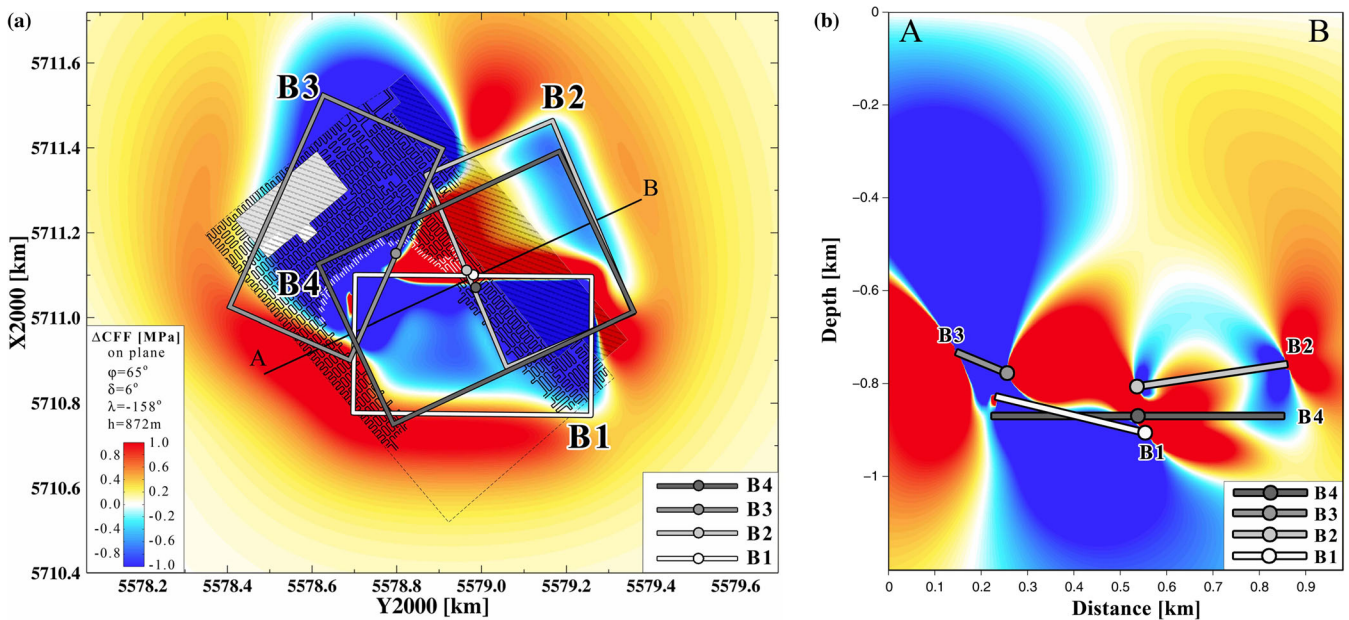 (a)
5711.6
5711.4
5711.2
5711.0
5710.8
5710.6
5710.4
X2000 [km]
B3
B2
B
B4
A
B1
ΔCFF [MPa]
on plane
φ=65°
δ=6°
λ=-158°
h=872m
1.0
0.8
0.6
0.4
0.2
0.0
-0.2
-0.4
-0.6
-0.8
-1.0
B4
B3
B2
B1
5578.2 5578.4 5578.6 5578.8 5579.0 5579.2 5579.4 5579.6
Y2000 [km]
(b)
A B
0
−0.2
−0.4
−0.6
−0.8
−1
Depth [km]
B3
B2
B4
B1
B4
B3
B2
B1
0 0.1 0.2 0.3 0.4 0.5 0.6 0.7 0.8 0.9
Distance [km]